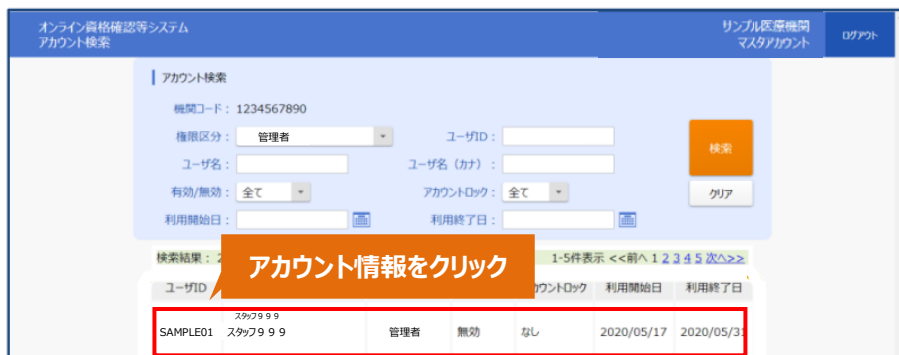 オンライン資格確認等システム
アカウント検索
サンプル医療機関
マスタアカウント
ログアウト
アカウント検索
機関コード： 1234567890
権限区分： 管理者 ユーザID：
ユーザ名： ユーザ名（カナ）：
検索
有効/無効： 全て アカウントロック： 全て
クリア
利用開始日： 利用終了日：
検索結果： 1-5件表示 <<前へ 1 2 3 4 5 次へ>>
アカウント情報をクリック
ユーザID カウントロック 利用開始日 利用終了日
スタッフ９９９
SAMPLE01 スタッフ９９９ 管理者 無効 なし 2020/05/17 2020/05/31